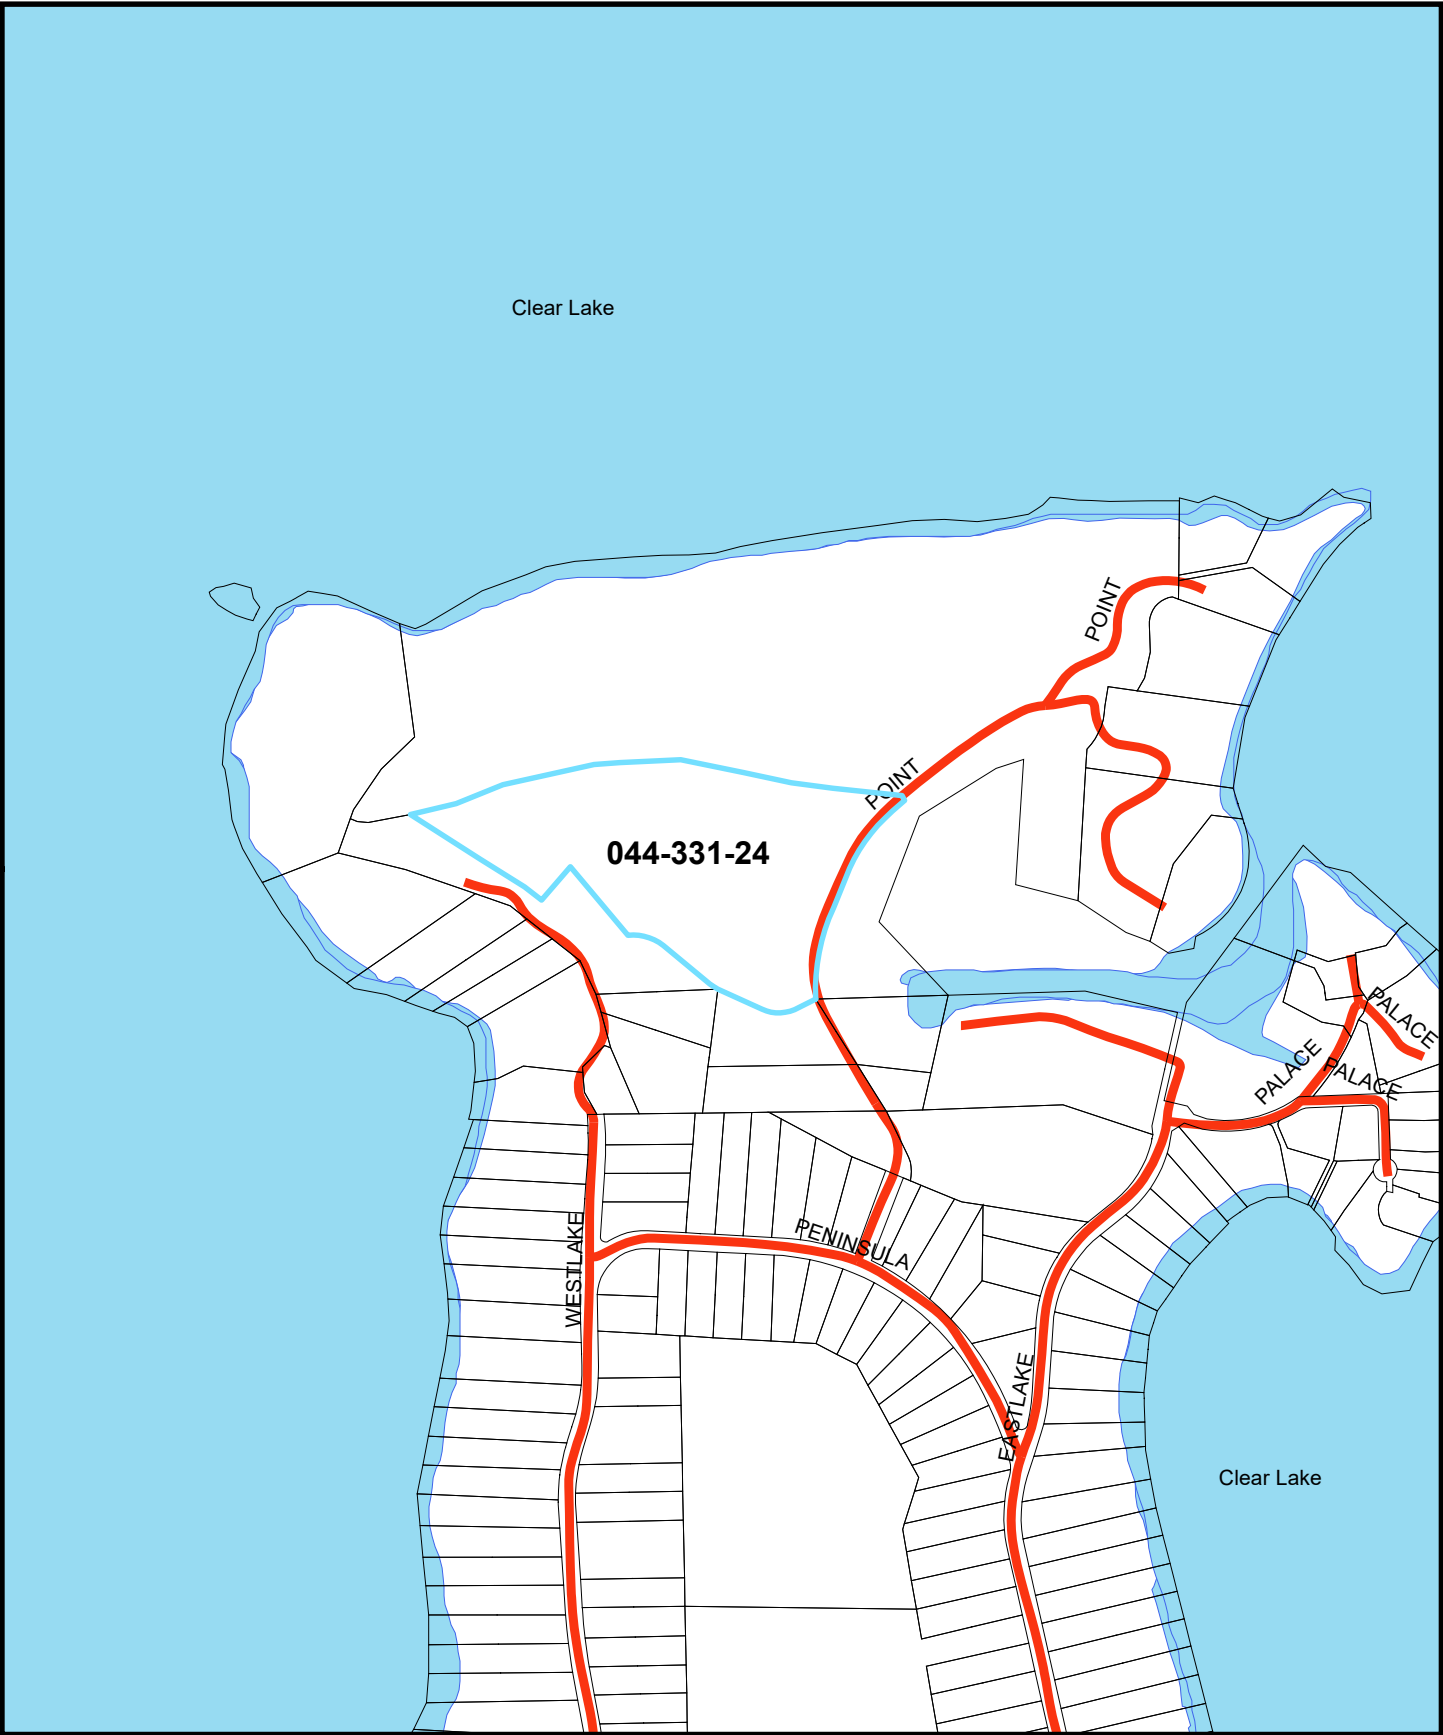 Clear Lake
POINT
POINT
044-331-24
PALACE
PALACE
PALACE
WESTLAKE
PENINSULA
EASTLAKE
Clear Lake